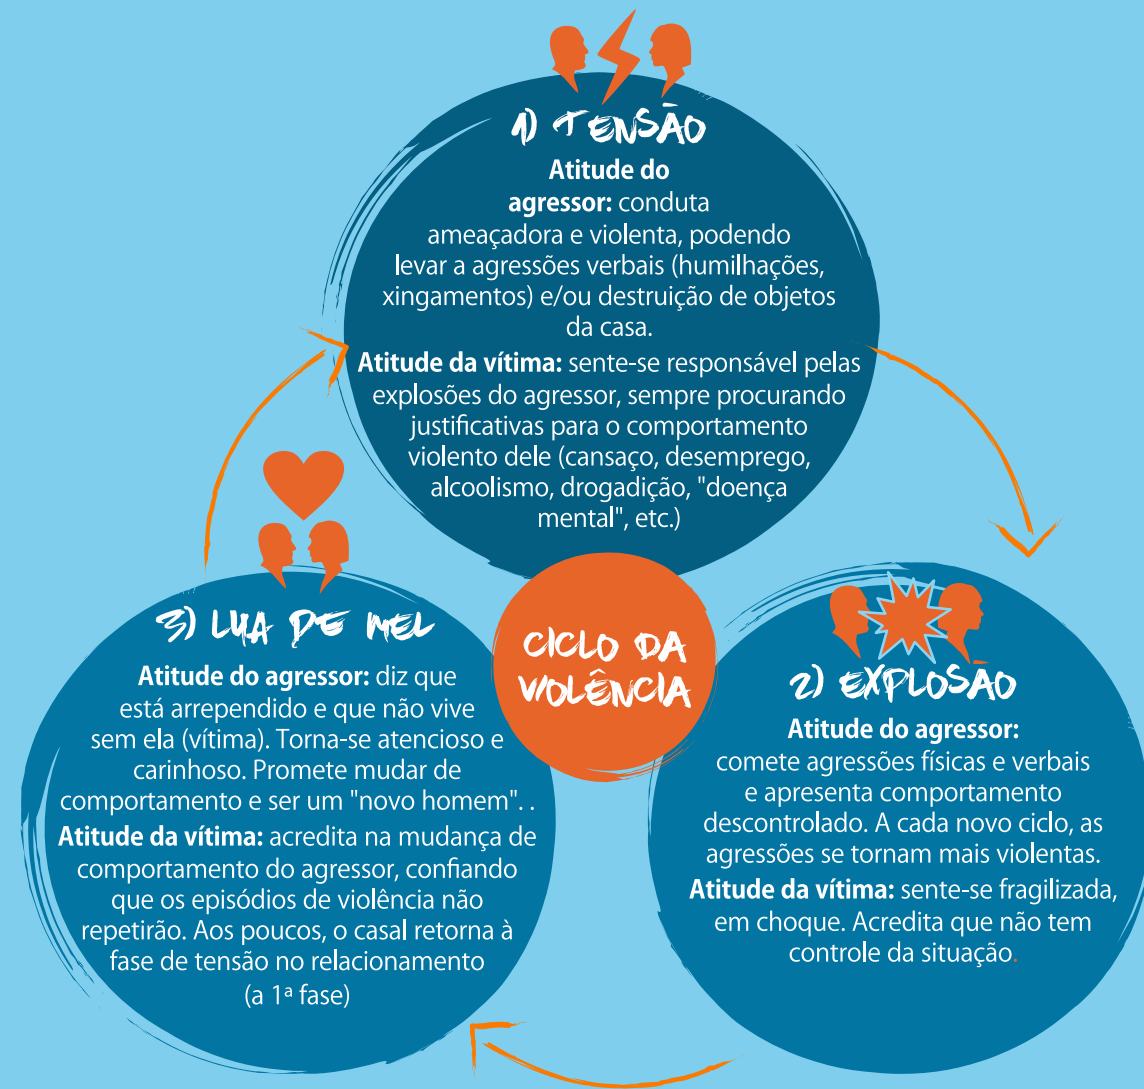 1) TENSÃO
Atitude do
agressor: conduta
ameaçadora e violenta, podendo
levar a agressões verbais (humilhações,
xingamentos) e/ou destruição de objetos
da casa.
Atitude da vítima: sente-se responsável pelas
explosões do agressor, sempre procurando
justificativas para o comportamento
violento dele (cansaço, desemprego,
alcoolismo, drogadição, "doença
mental", etc.)
CICLO DA
VIOLÊNCIA
2) EXPLOSÃO
Atitude do agressor:
comete agressões físicas e verbais
e apresenta comportamento
descontrolado. A cada novo ciclo, as
agressões se tornam mais violentas.
Atitude da vítima: sente-se fragilizada,
em choque. Acredita que não tem
controle da situação.
3) LUA DE MEL
Atitude do agressor: diz que
está arrependido e que não vive
sem ela (vítima). Torna-se atencioso e
carinhoso. Promete mudar de
comportamento e ser um "novo homem". .
Atitude da vítima: acredita na mudança de
comportamento do agressor, confiando
que os episódios de violência não
repetirão. Aos poucos, o casal retorna à
fase de tensão no relacionamento
(a 1ª fase)